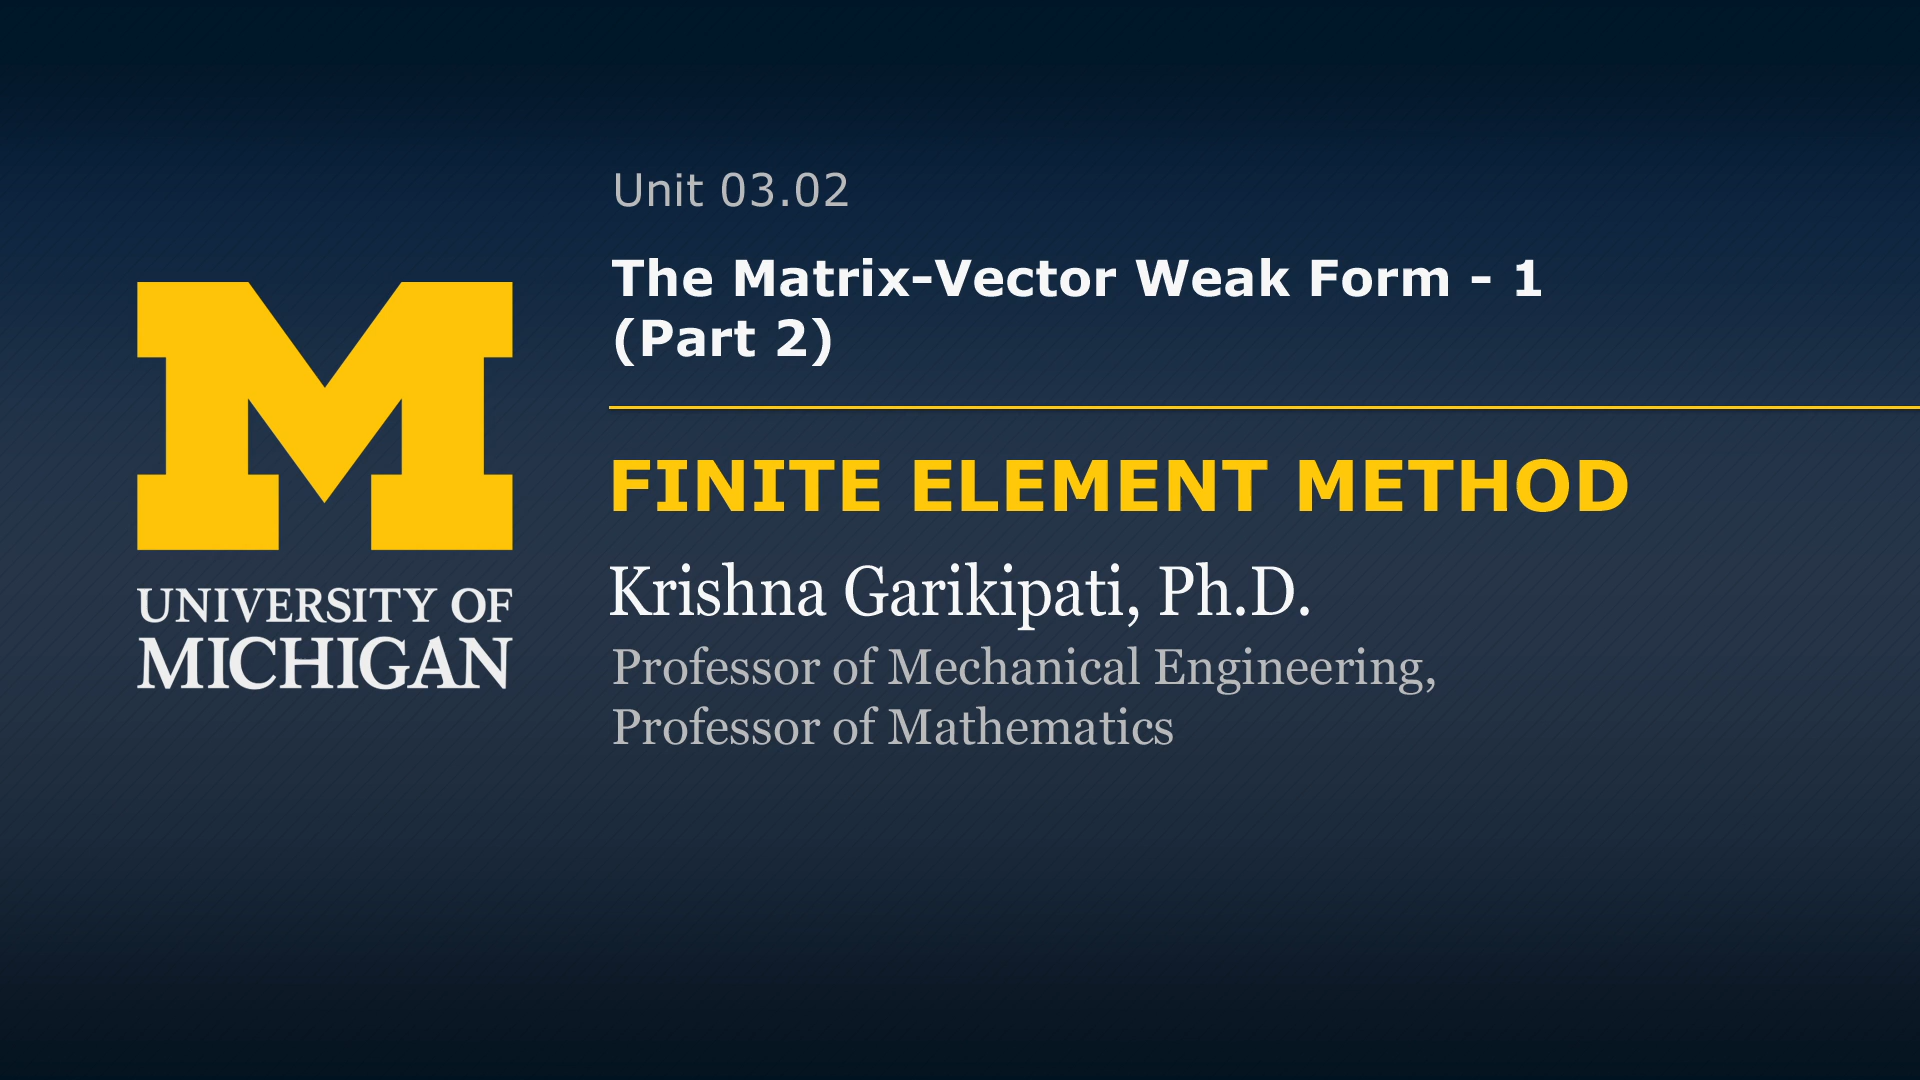 Unit 03.02
The Matrix-Vector Weak Form - 1
(Part 2)
FINITE ELEMENT METHOD
Krishna Garikipati, Ph.D.
Professor of Mechanical Engineering,
Professor of Mathematics
M
UNIVERSITY OF
MICHIGAN